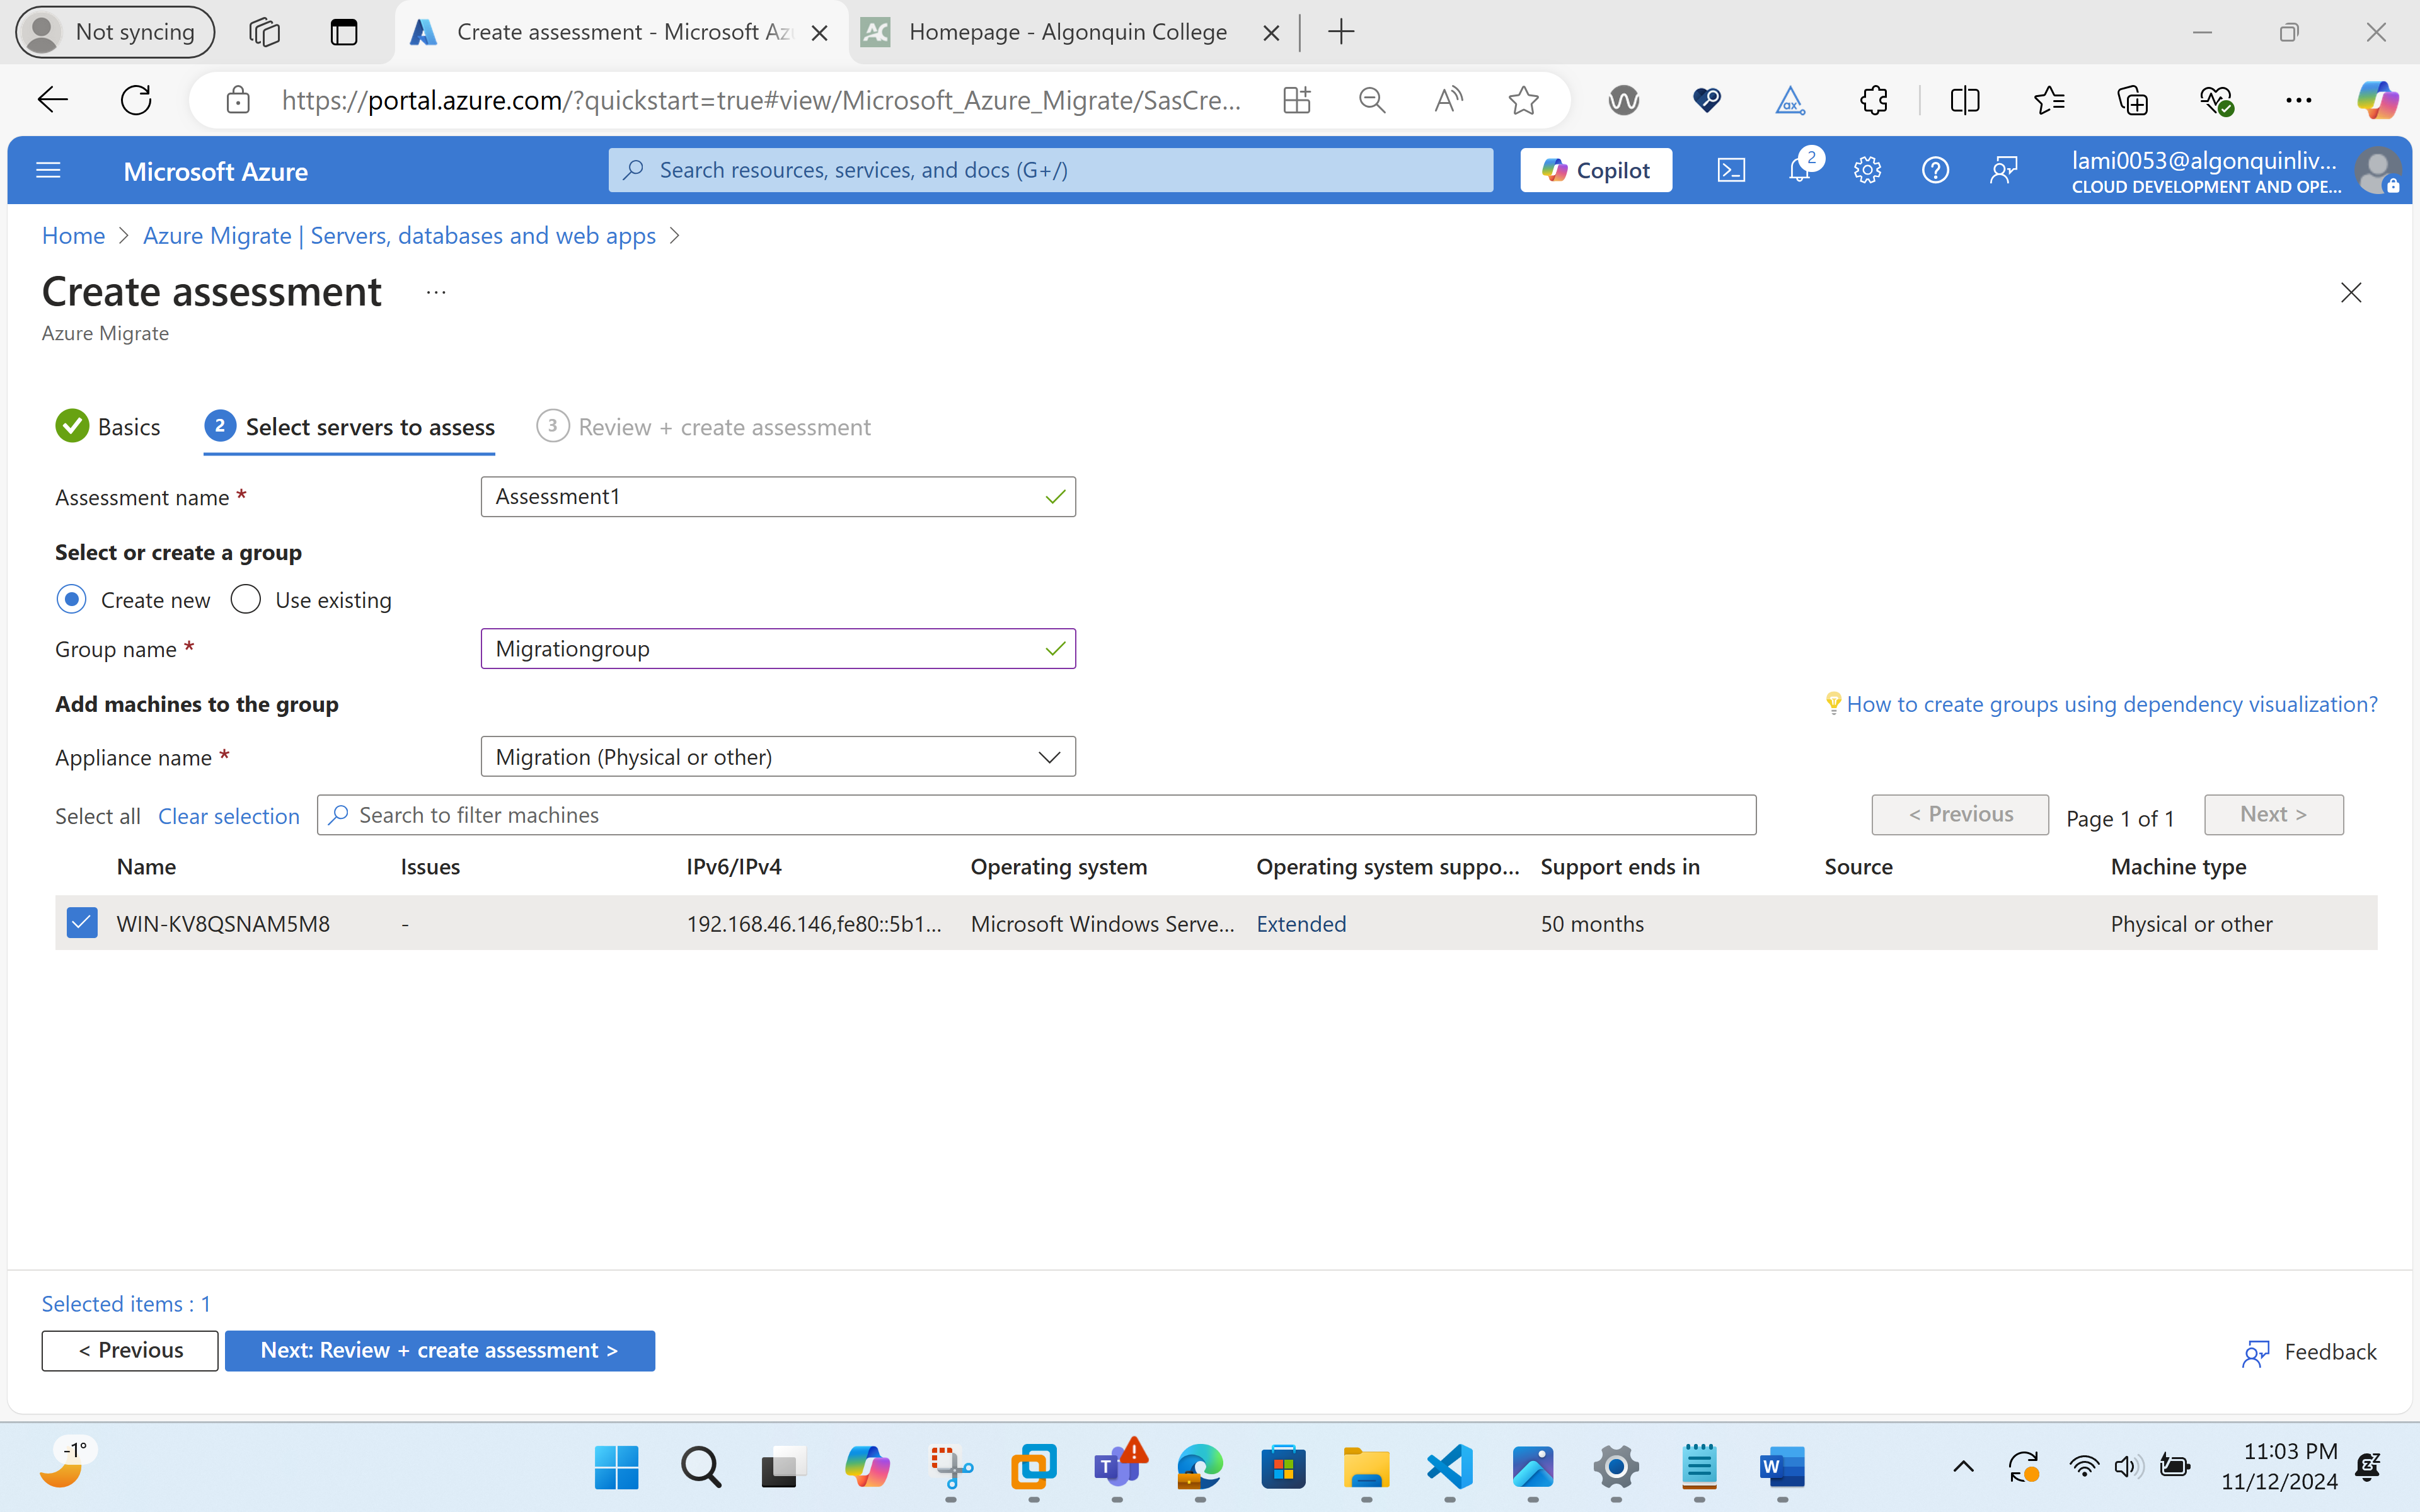 Not syncing
Create assessment - Microsoft Az
Homepage - Algonquin College
https://portal.azure.com/?quickstart=true#view/Microsoft_Azure_Migrate/SasCre...
Microsoft Azure
Search resources, services, and docs (G+/)
Copilot
2
lami0053@algonquinliv...
CLOUD DEVELOPMENT AND OPE...
Home > Azure Migrate | Servers, databases and web apps >
Create assessment ...
Azure Migrate
Basics
2 Select servers to assess
3 Review + create assessment
Assessment name *
Assessment1
Select or create a group
Create new
Use existing
Group name *
Migrationgroup
Add machines to the group
How to create groups using dependency visualization?
Appliance name *
Migration (Physical or other)
Select all
Clear selection
Search to filter machines
< Previous
Page 1 of 1
Next >
Name Issues IPv6/IPv4 Operating system Operating system suppo... Support ends in Source Machine type
WIN-KV8QSNAM5M8 - 192.168.46.146,fe80::5b1... Microsoft Windows Serve... Extended 50 months Physical or other
Selected items : 1
< Previous
Next: Review + create assessment >
Feedback
-1°
11:03 PM
11/12/2024